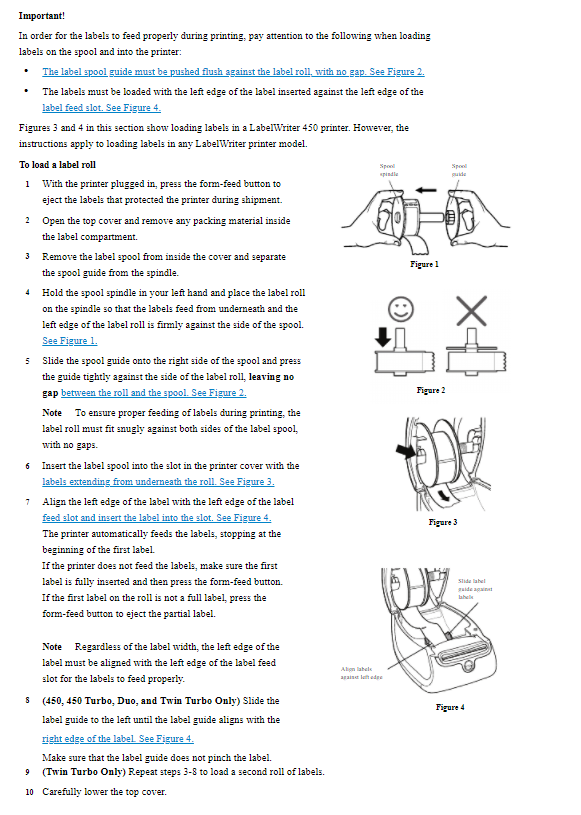 Important!
In order for the labels to feed properly during printing, pay attention to the following when loading
labels on the spool and into the printer:
• The label spool guide must be pushed flush against the label roll, with no gap. See Figure 2.
• The labels must be loaded with the left edge of the label inserted against the left edge of the
label feed slot. See Figure 4.
Figures 3 and 4 in this section show loading labels in a LabelWriter 450 printer. However, the
instructions apply to loading labels in any LabelWriter printer model.
To load a label roll
1 With the printer plugged in, press the form-feed button to
eject the labels that protected the printer during shipment.
2 Open the top cover and remove any packing material inside
the label compartment.
3 Remove the label spool from inside the cover and separate
the spool guide from the spindle.
4 Hold the spool spindle in your left hand and place the label roll
on the spindle so that the labels feed from underneath and the
left edge of the label roll is firmly against the side of the spool.
See Figure 1.
5 Slide the spool guide onto the right side of the spool and press
the guide tightly against the side of the label roll, leaving no
gap between the roll and the spool. See Figure 2.
Note To ensure proper feeding of labels during printing, the
label roll must fit snugly against both sides of the label spool,
with no gaps.
6 Insert the label spool into the slot in the printer cover with the
labels extending from underneath the roll. See Figure 3.
7 Align the left edge of the label with the left edge of the label
feed slot and insert the label into the slot. See Figure 4.
The printer automatically feeds the labels, stopping at the
beginning of the first label.
If the printer does not feed the labels, make sure the first
label is fully inserted and then press the form-feed button.
If the first label on the roll is not a full label, press the
form-feed button to eject the partial label.
Note Regardless of the label width, the left edge of the
label must be aligned with the left edge of the label feed
slot for the labels to feed properly.
8 (450, 450 Turbo, Duo, and Twin Turbo Only) Slide the
label guide to the left until the label guide aligns with the
right edge of the label. See Figure 4.
Make sure that the label guide does not pinch the label.
9 (Twin Turbo Only) Repeat steps 3-8 to load a second roll of labels.
10 Carefully lower the top cover.
Spool
spindle
Spool
guide
Figure 1
Figure 2
Figure 3
Slide label
guide against
labels
Align labels
against left edge
Figure 4